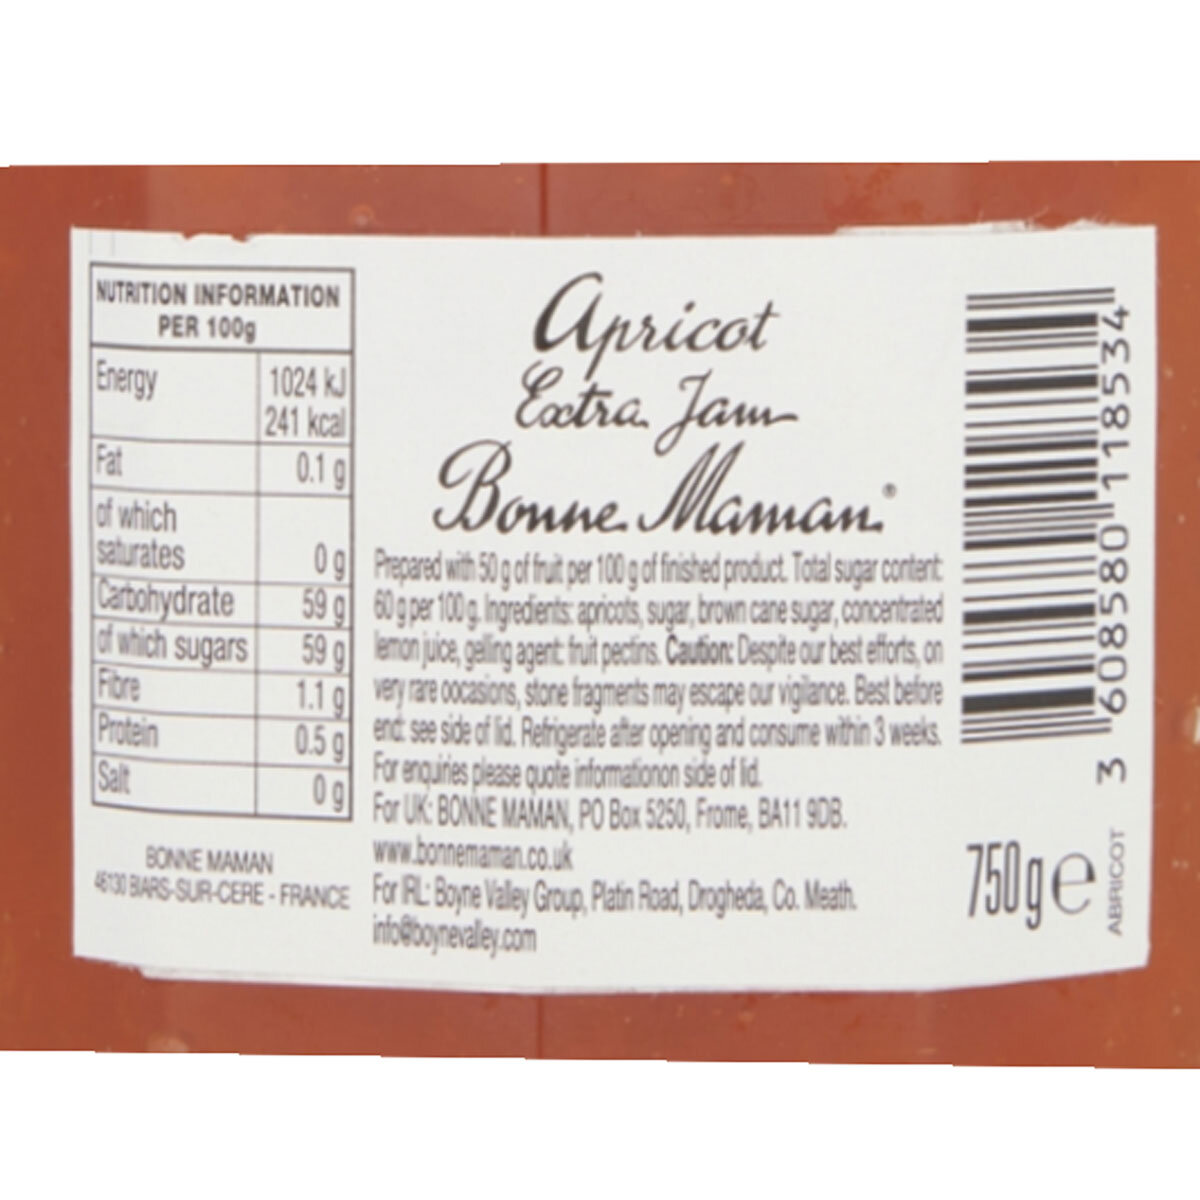 NUTRITION INFORMATION
PER 100g
Energy 1024 kJ
241 kcal
Fat 0.1 g
of which
saturates 0 g
Carbohydrate 59 g
of which sugars 59 g
Fibre 1.1 g
Protein 0.5 g
Salt 0 g
BONNE MAMAN
46130 BIARS-SUR-CERE - FRANCE
Apricot
Extra Jam
Bonne Maman®
Prepared with 50 g of fruit per 100 g of finished product. Total sugar content:
60 g per 100 g. Ingredients: apricots, sugar, brown cane sugar, concentrated
lemon juice, gelling agent: fruit pectins. Caution: Despite our best efforts, on
very rare occasions, stone fragments may escape our vigilance. Best before
end: see side of lid. Refrigerate after opening and consume within 3 weeks.
For enquiries please quote informationon side of lid.
For UK: BONNE MAMAN, PO Box 5250, Frome, BA11 9DB.
www.bonnemaman.co.uk
For IRL: Boyne Valley Group, Platin Road, Drogheda, Co. Meath.
info@boynevalley.com
3 608580 118534
750 g e
ABRICOT